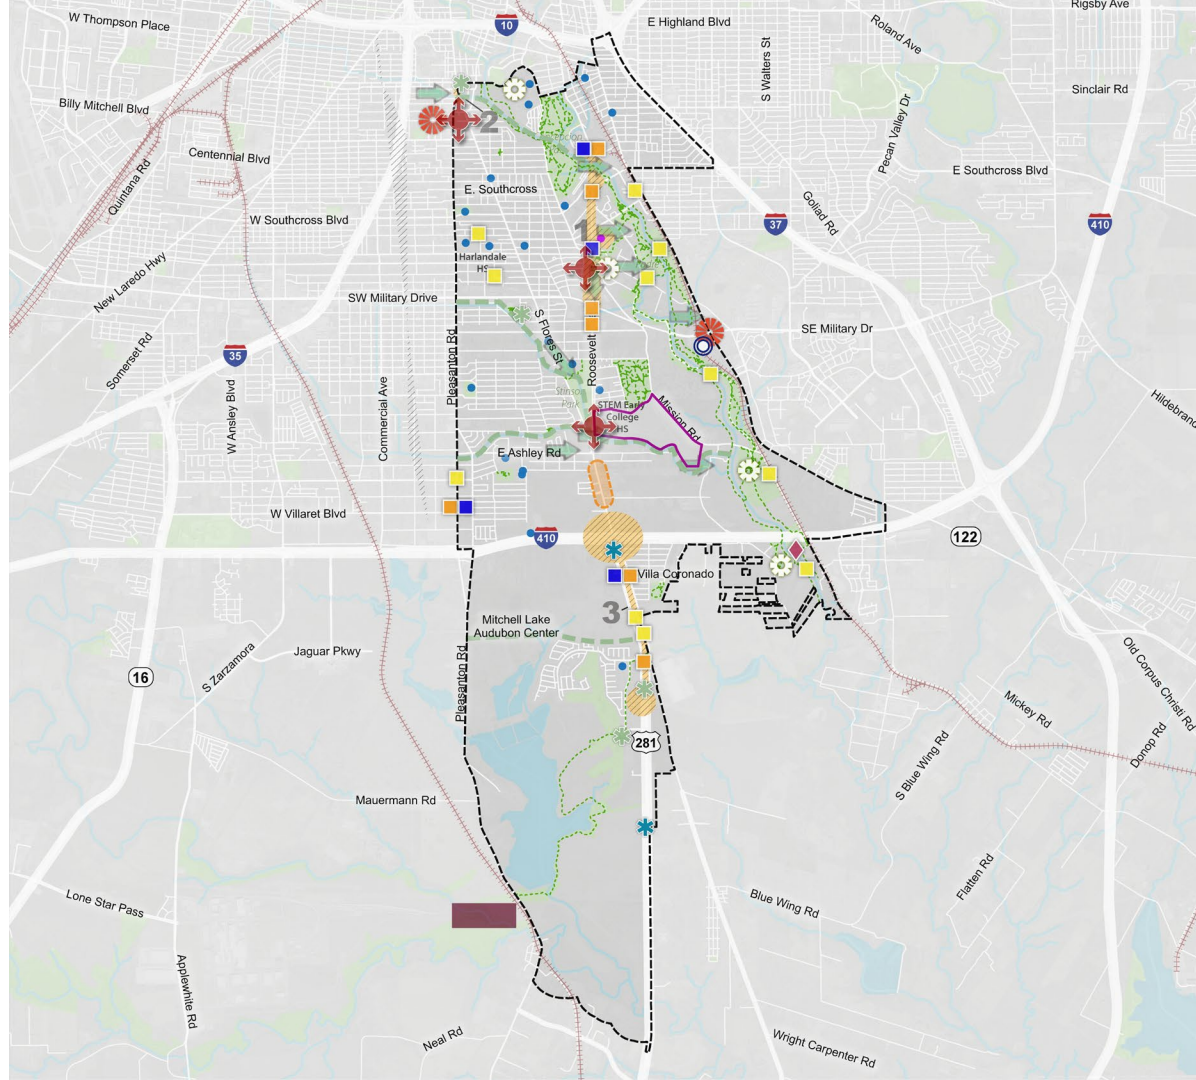 W Thompson Place
10
E Highland Blvd
Rigsby Ave
Roland Ave
S Walters St
Billy Mitchell Blvd
Sinclair Rd
2
Centennial Blvd
Pecan Valley Dr
Quintana Rd
E. Southcross
E Southcross Blvd
W Southcross Blvd
Goliad Rd
37
410
1
Harlandale
HS
New Laredo Hwy
SW Military Drive
S Flores St
SE Military Dr
35
Somerset Rd
Pleasanton Rd
Roosevelt
W Ansley Blvd
Commercial Ave
Stinson
Park
STEM Early
College
HS
Mission Rd
Hildebrand
E Ashley Rd
W Villaret Blvd
410
122
Villa Coronado
3
Mitchell Lake
Audubon Center
Jaguar Pkwy
S Zarzamora
16
Pleasanton Rd
Old Corpus Christi Rd
Mickey Rd
Donop Rd
281
S Blue Wing Rd
Mauermann Rd
Flatten Rd
Lone Star Pass
Blue Wing Rd
Applewhite Rd
Neal Rd
Wright Carpenter Rd